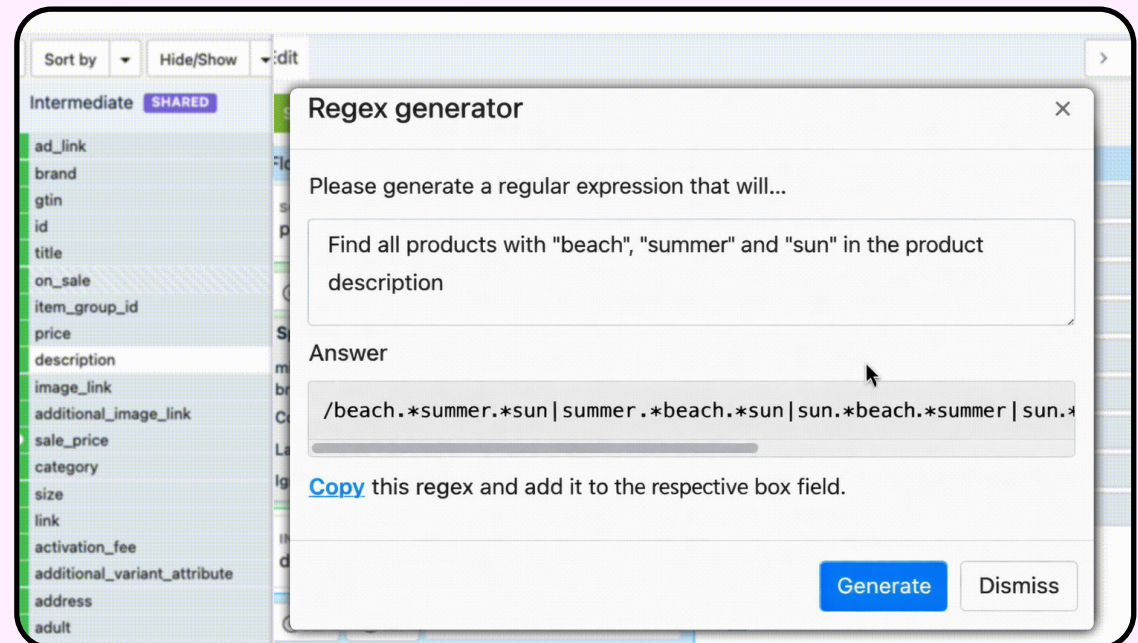 Sort by
Hide/Show
Edit
Intermediate SHARED
ad_link
brand
gtin
id
title
on_sale
item_group_id
price
description
image_link
additional_image_link
sale_price
category
size
link
activation_fee
additional_variant_attribute
address
adult
Regex generator
Please generate a regular expression that will...
Find all products with "beach", "summer" and "sun" in the product
description
Answer
/beach.*summer.*sun|summer.*beach.*sun|sun.*beach.*summer|sun.*
Copy this regex and add it to the respective box field.
Generate
Dismiss